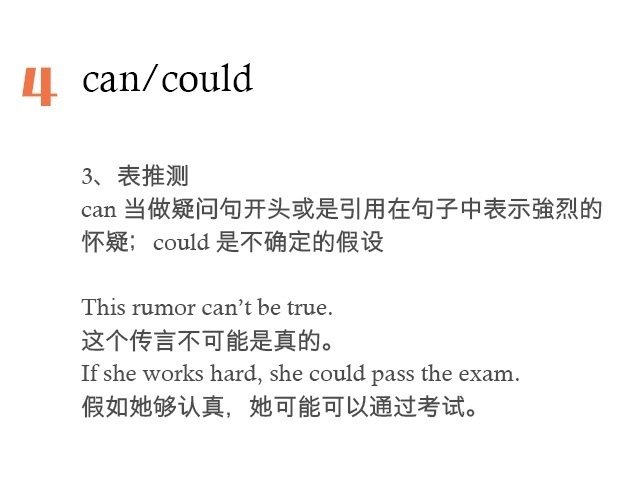 4 can/could
3、表推测
can 当做疑问句开头或是引用在句子中表示強烈的
怀疑；could 是不确定的假设
This rumor can’t be true.
这个传言不可能是真的。
If she works hard, she could pass the exam.
假如她够认真，她可能可以通过考试。